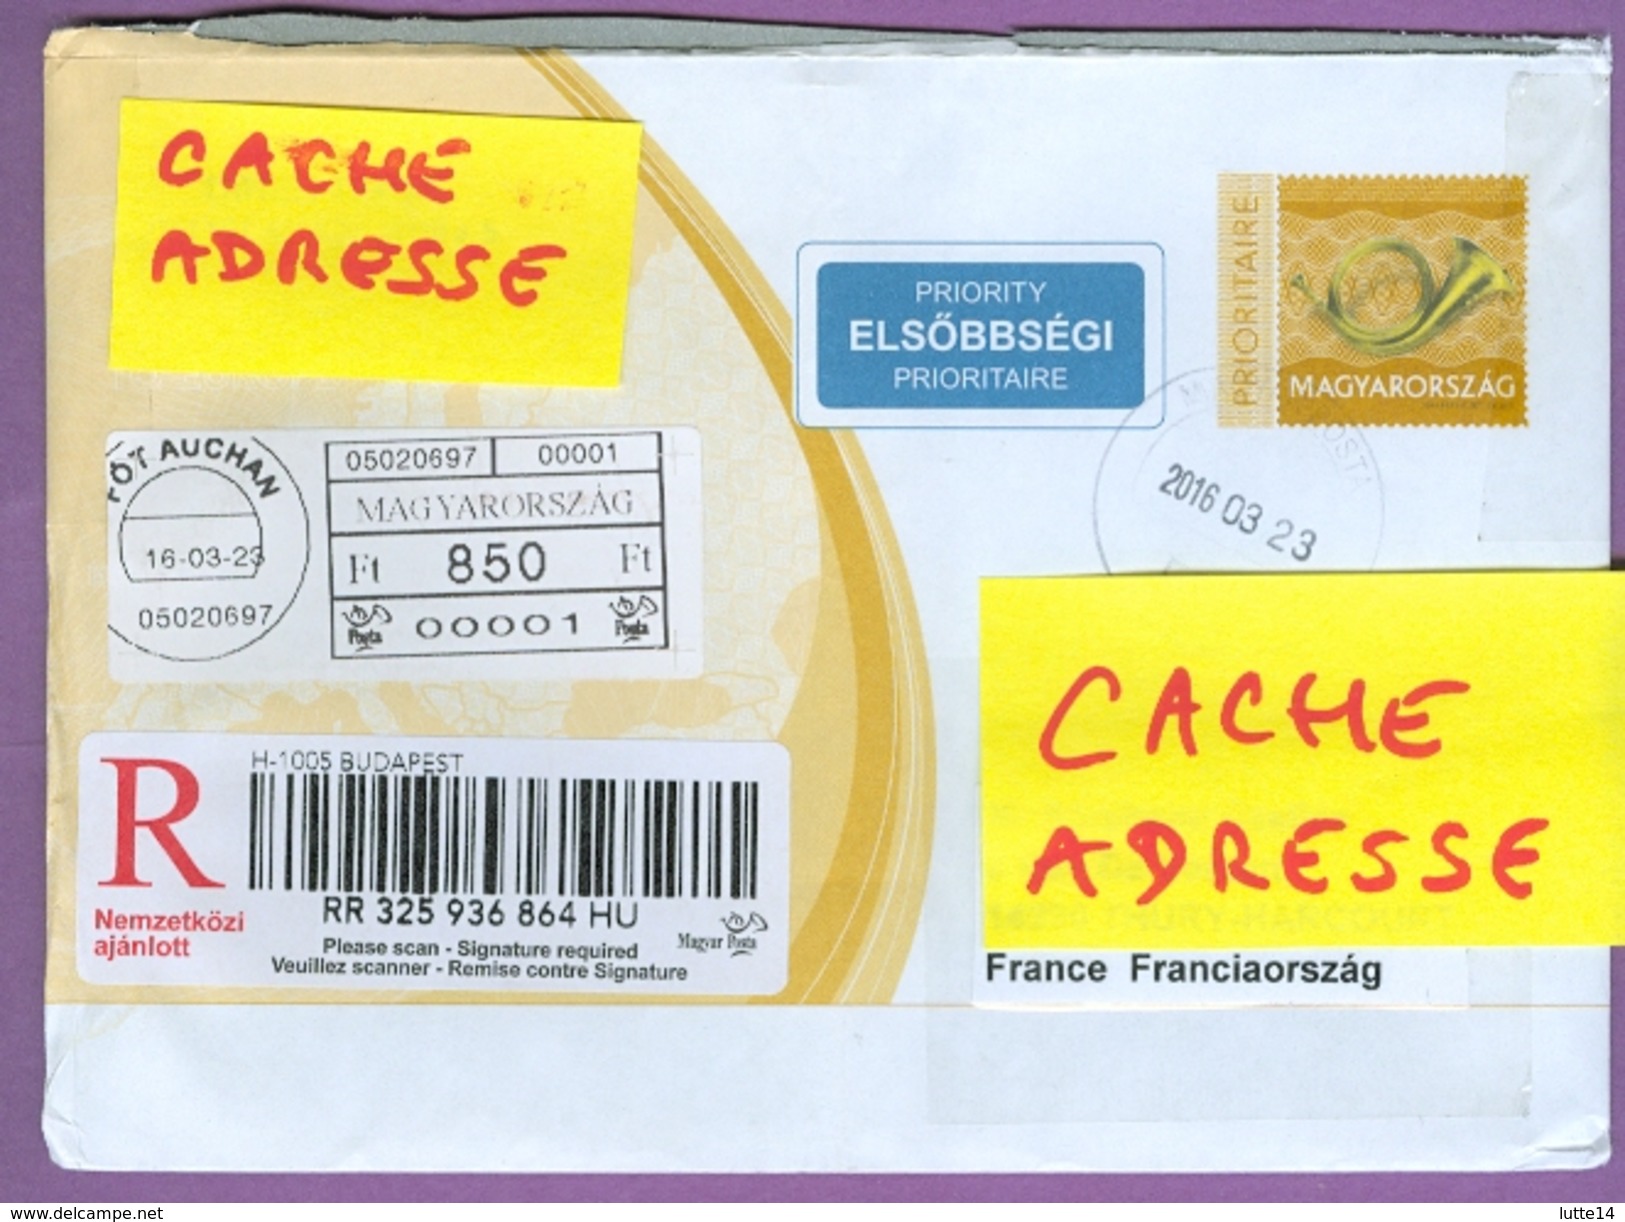 CACHE
ADRESSE
PRIORITY
ELSŐBBSÉGI
PRIORITAIRE
PRIORITAIRE
MAGYARORSZÁG
2016 03 23
FÓT AUCHAN
16-03-23
05020697
05020697 00001
MAGYARORSZÁG
Ft 850 Ft
Posta 00001 Posta
CACHE
ADRESSE
France Franciaország
H-1005 BUDAPEST
R
RR 325 936 864 HU
Nemzetközi
ajánlott
Please scan - Signature required
Veuillez scanner - Remise contre Signature
Magyar Posta
www.delcampe.net
lutte14